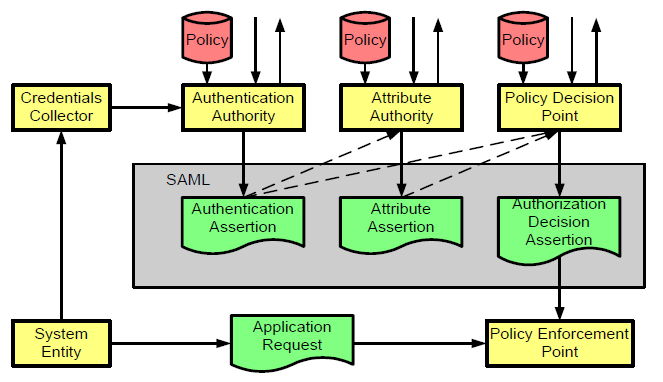 Policy
Policy
Policy
Credentials
Collector
Authentication
Authority
Attribute
Authority
Policy Decision
Point
SAML
Authentication
Assertion
Attribute
Assertion
Authorization
Decision
Assertion
System
Entity
Application
Request
Policy Enforcement
Point